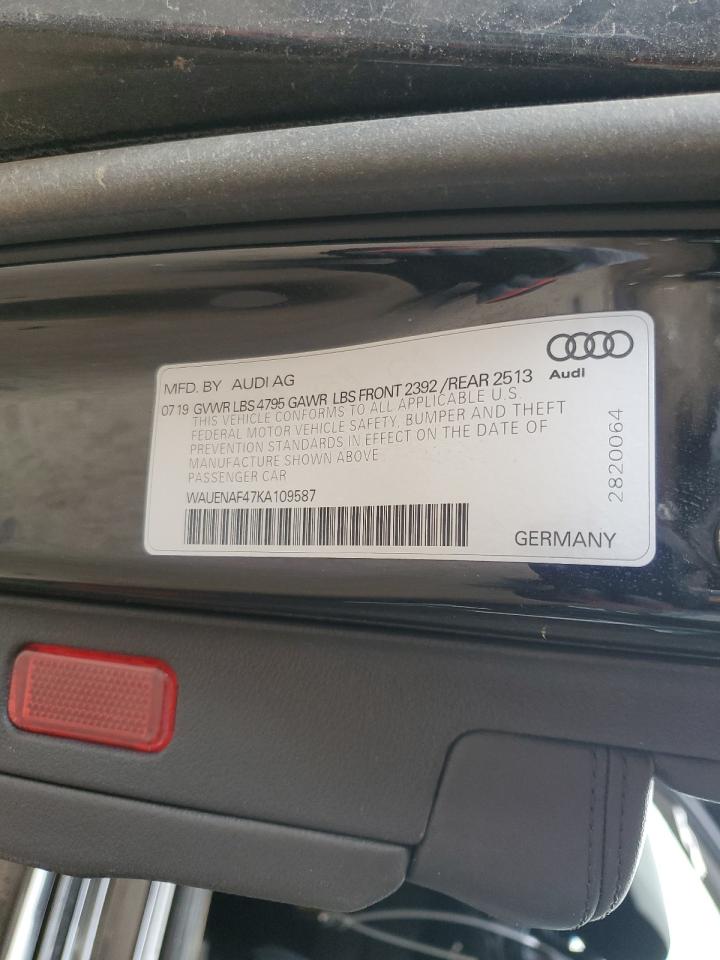 MFD. BY AUDI AG
Audi
07 19 GVWR LBS 4795 GAWR LBS FRONT 2392 /REAR 2513
THIS VEHICLE CONFORMS TO ALL APPLICABLE U.S.
FEDERAL MOTOR VEHICLE SAFETY, BUMPER AND THEFT
PREVENTION STANDARDS IN EFFECT ON THE DATE OF
MANUFACTURE SHOWN ABOVE
PASSENGER CAR
WAUENAF47KA109587
GERMANY
2820064